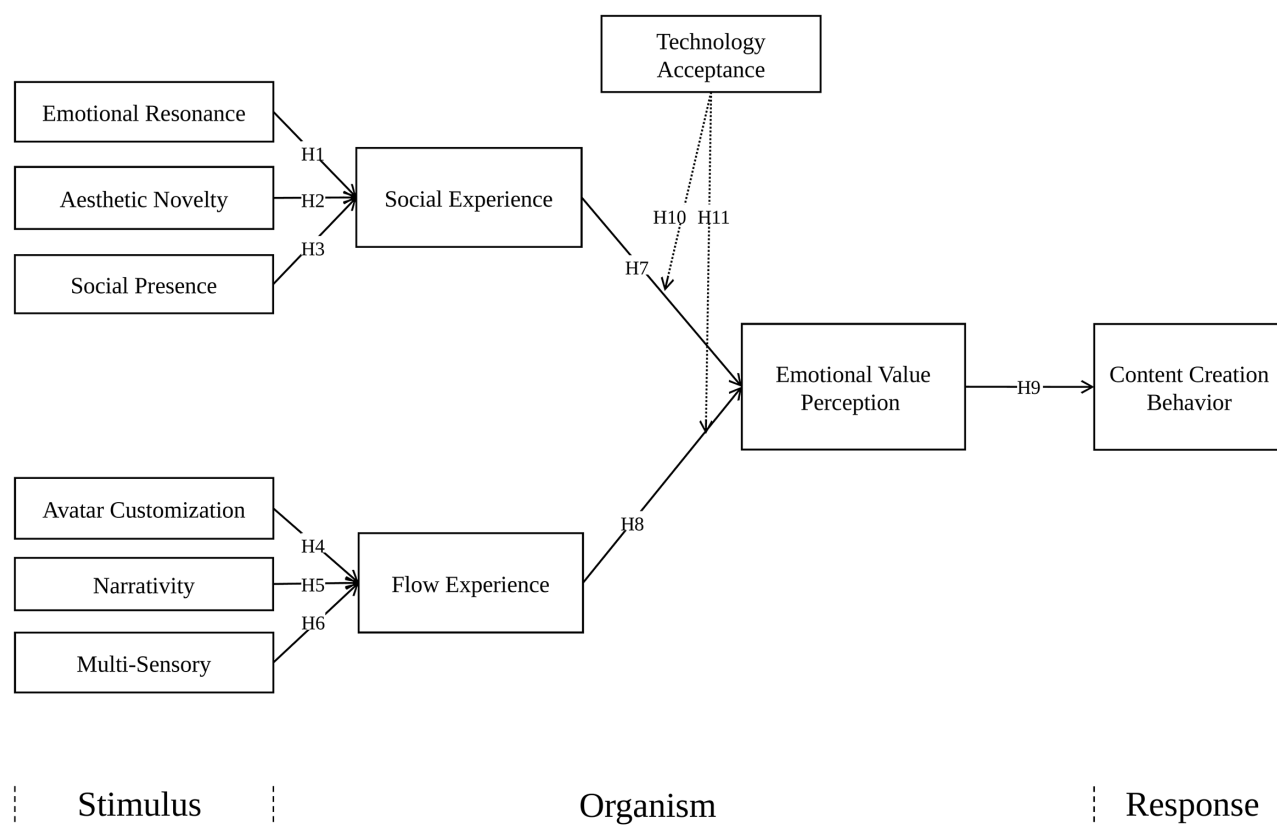 Technology
Acceptance
Emotional Resonance
H1
Aesthetic Novelty
H2
Social Experience
H3
Social Presence
H10
H11
H7
Emotional Value
Perception
H9
Content Creation
Behavior
Avatar Customization
H4
Narrativity
H5
Flow Experience
H8
H6
Multi-Sensory
Stimulus
Organism
Response